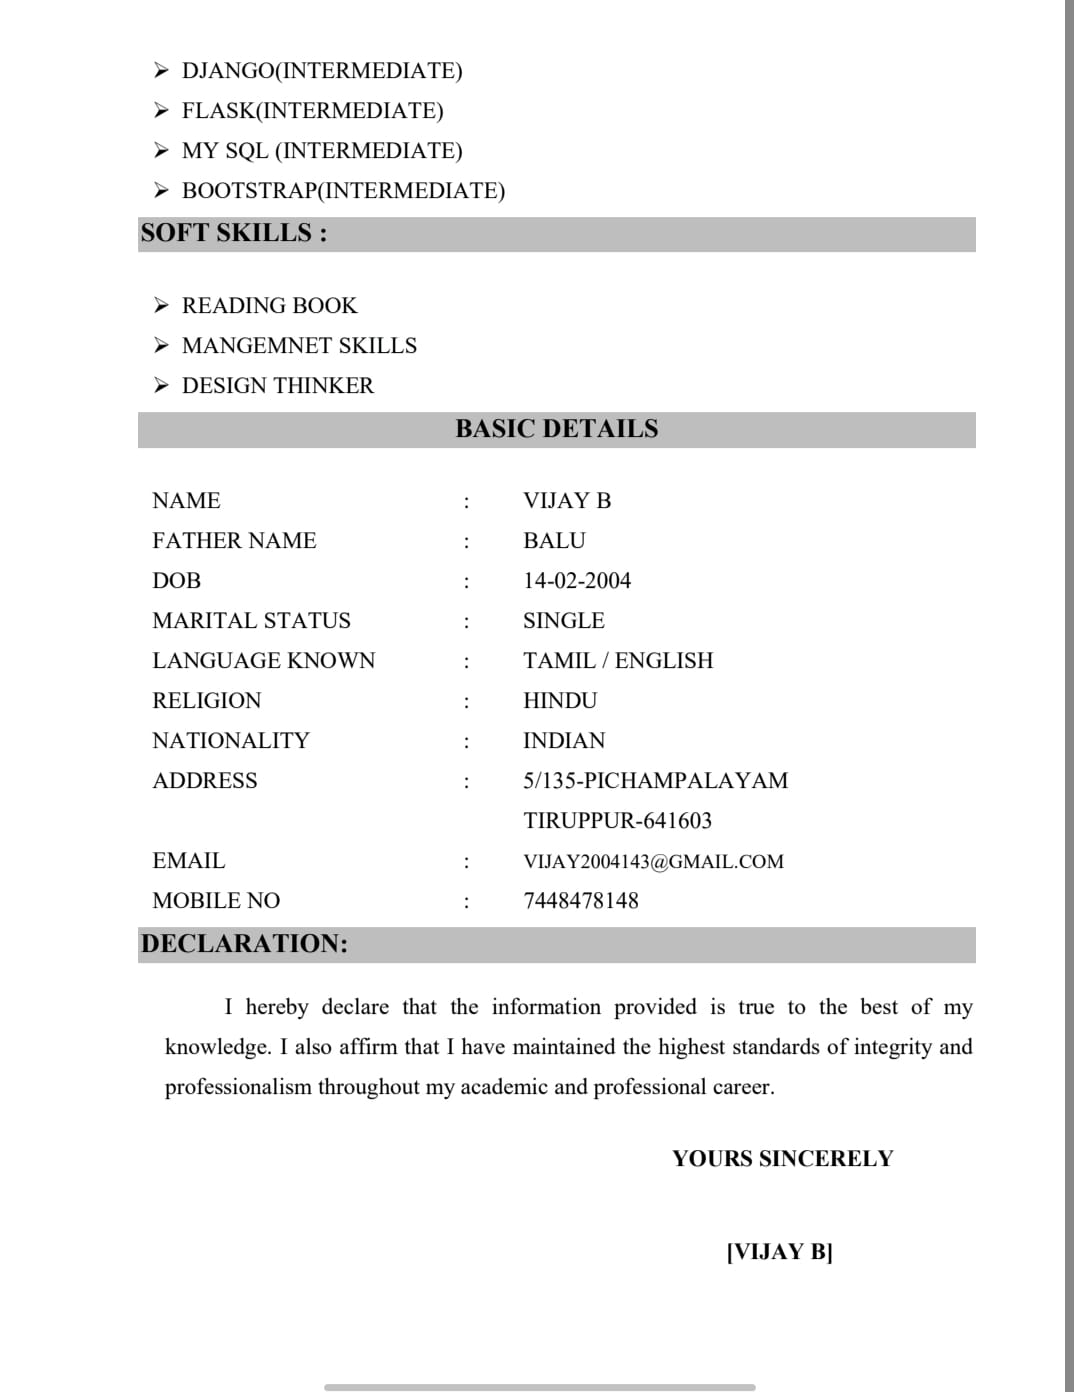 ➢ DJANGO(INTERMEDIATE)
➢ FLASK(INTERMEDIATE)
➢ MY SQL (INTERMEDIATE)
➢ BOOTSTRAP(INTERMEDIATE)
SOFT SKILLS :
➢ READING BOOK
➢ MANGEMNET SKILLS
➢ DESIGN THINKER
BASIC DETAILS
NAME : VIJAY B
FATHER NAME : BALU
DOB : 14-02-2004
MARITAL STATUS : SINGLE
LANGUAGE KNOWN : TAMIL / ENGLISH
RELIGION : HINDU
NATIONALITY : INDIAN
ADDRESS : 5/135-PICHAMPALAYAM
TIRUPPUR-641603
EMAIL : VIJAY2004143@GMAIL.COM
MOBILE NO : 7448478148
DECLARATION:
I hereby declare that the information provided is true to the best of my
knowledge. I also affirm that I have maintained the highest standards of integrity and
professionalism throughout my academic and professional career.
YOURS SINCERELY
[VIJAY B]